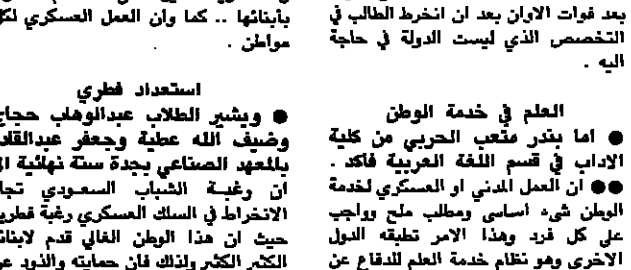 بعد فوات الاوان بعد ان انخرط الطالب في
التخصص الذي ليست الدولة في حاجة
اليه .
العلم في خدمة الوطن
● اما بندر متعب الحربي من كلية
الاداب في قسم اللغة العربية فأكد .
●● ان العمل المدني او العسكري لخدمة
الوطن شيء اساسي ومطلب ملح وواجب
على كل فرد وهذا الامر تطبقه الدول
الاخرى وهو نظام خدمة العلم للدفاع عن
بأبنائها .. كما وان العمل العسكري لكل
مواطن .
استعداد فطري
● ويشير الطلاب عبدالوهاب حجاج
وضيف الله عطية وجعفر عبدالقادر
بالمعهد الصناعي بجدة سنة نهائية
ان رغبة الشباب السعودي تجا
الانخراط في السلك العسكري رغبة فطرية
حيث ان هذا الوطن الغالي قدم لابنائه
الكثير الكثير ولذلك فان حمايته والذود عن